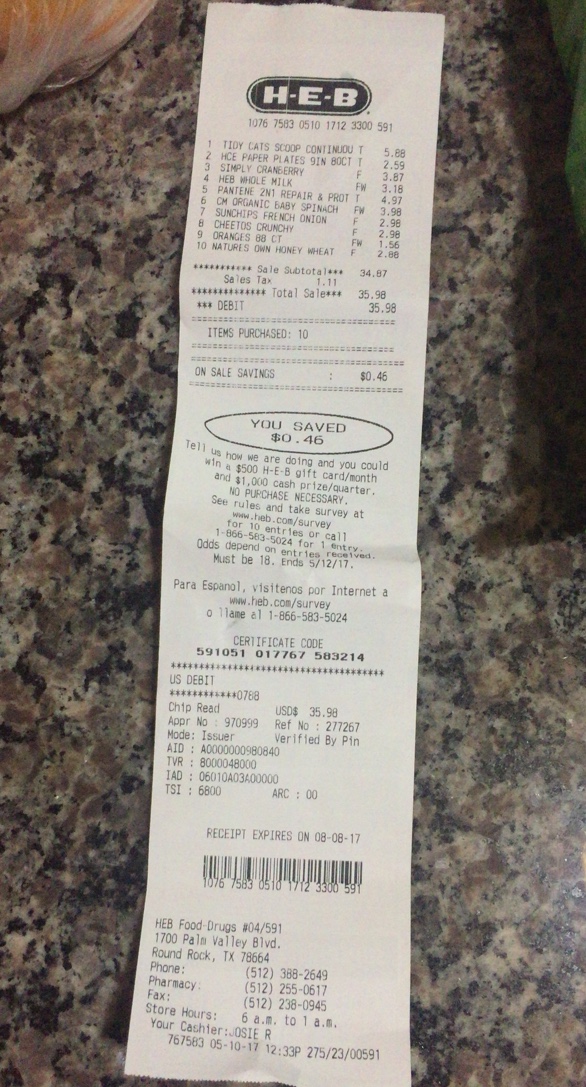 H-E-B
1076 7583 0510 1712 3300 591
1 TIDY CATS SCOOP CONTINUOU T 5.88
2 HCE PAPER PLATES 9IN 80CT T 2.59
3 SIMPLY CRANBERRY F 3.87
4 HEB WHOLE MILK FW 3.18
5 PANTENE 2N1 REPAIR & PROT T 4.97
6 CM ORGANIC BABY SPINACH FW 3.98
7 SUNCHIPS FRENCH ONION F 2.98
8 CHEETOS CRUNCHY F 2.98
9 ORANGES 88 CT FW 1.56
10 NATURES OWN HONEY WHEAT F 2.88
*********** Sale Subtotal*** 34.87
Sales Tax 1.11
************** Total Sale*** 35.98
*** DEBIT 35.98
ITEMS PURCHASED: 10
ON SALE SAVINGS : $0.46
YOU SAVED
$0.46
Tell us how we are doing and you could
win a $500 H-E-B gift card/month
and $1,000 cash prize/quarter.
NO PURCHASE NECESSARY.
See rules and take survey at
www.heb.com/survey
for 10 entries or call
1-866-583-5024 for 1 entry.
Odds depend on entries received.
Must be 18. Ends 5/12/17.
Para Espanol, visitenos por Internet a
www.heb.com/survey
o llame al 1-866-583-5024
CERTIFICATE CODE
591051 017767 583214
****************************************
US DEBIT
************0788
Chip Read USD$ 35.98
Appr No : 970999 Ref No : 277267
Mode: Issuer Verified By Pin
AID : A0000000980840
TVR : 8000048000
IAD : 06010A03A00000
TSI : 6800 ARC : 00
RECEIPT EXPIRES ON 08-08-17
1076 7583 0510 1712 3300 591
HEB Food-Drugs #04/591
1700 Palm Valley Blvd.
Round Rock, TX 78664
Phone: (512) 388-2649
Pharmacy: (512) 255-0617
Fax: (512) 238-0945
Store Hours: 6 a.m. to 1 a.m.
Your Cashier:JOSIE R
767583 05-10-17 12:33P 275/23/00591